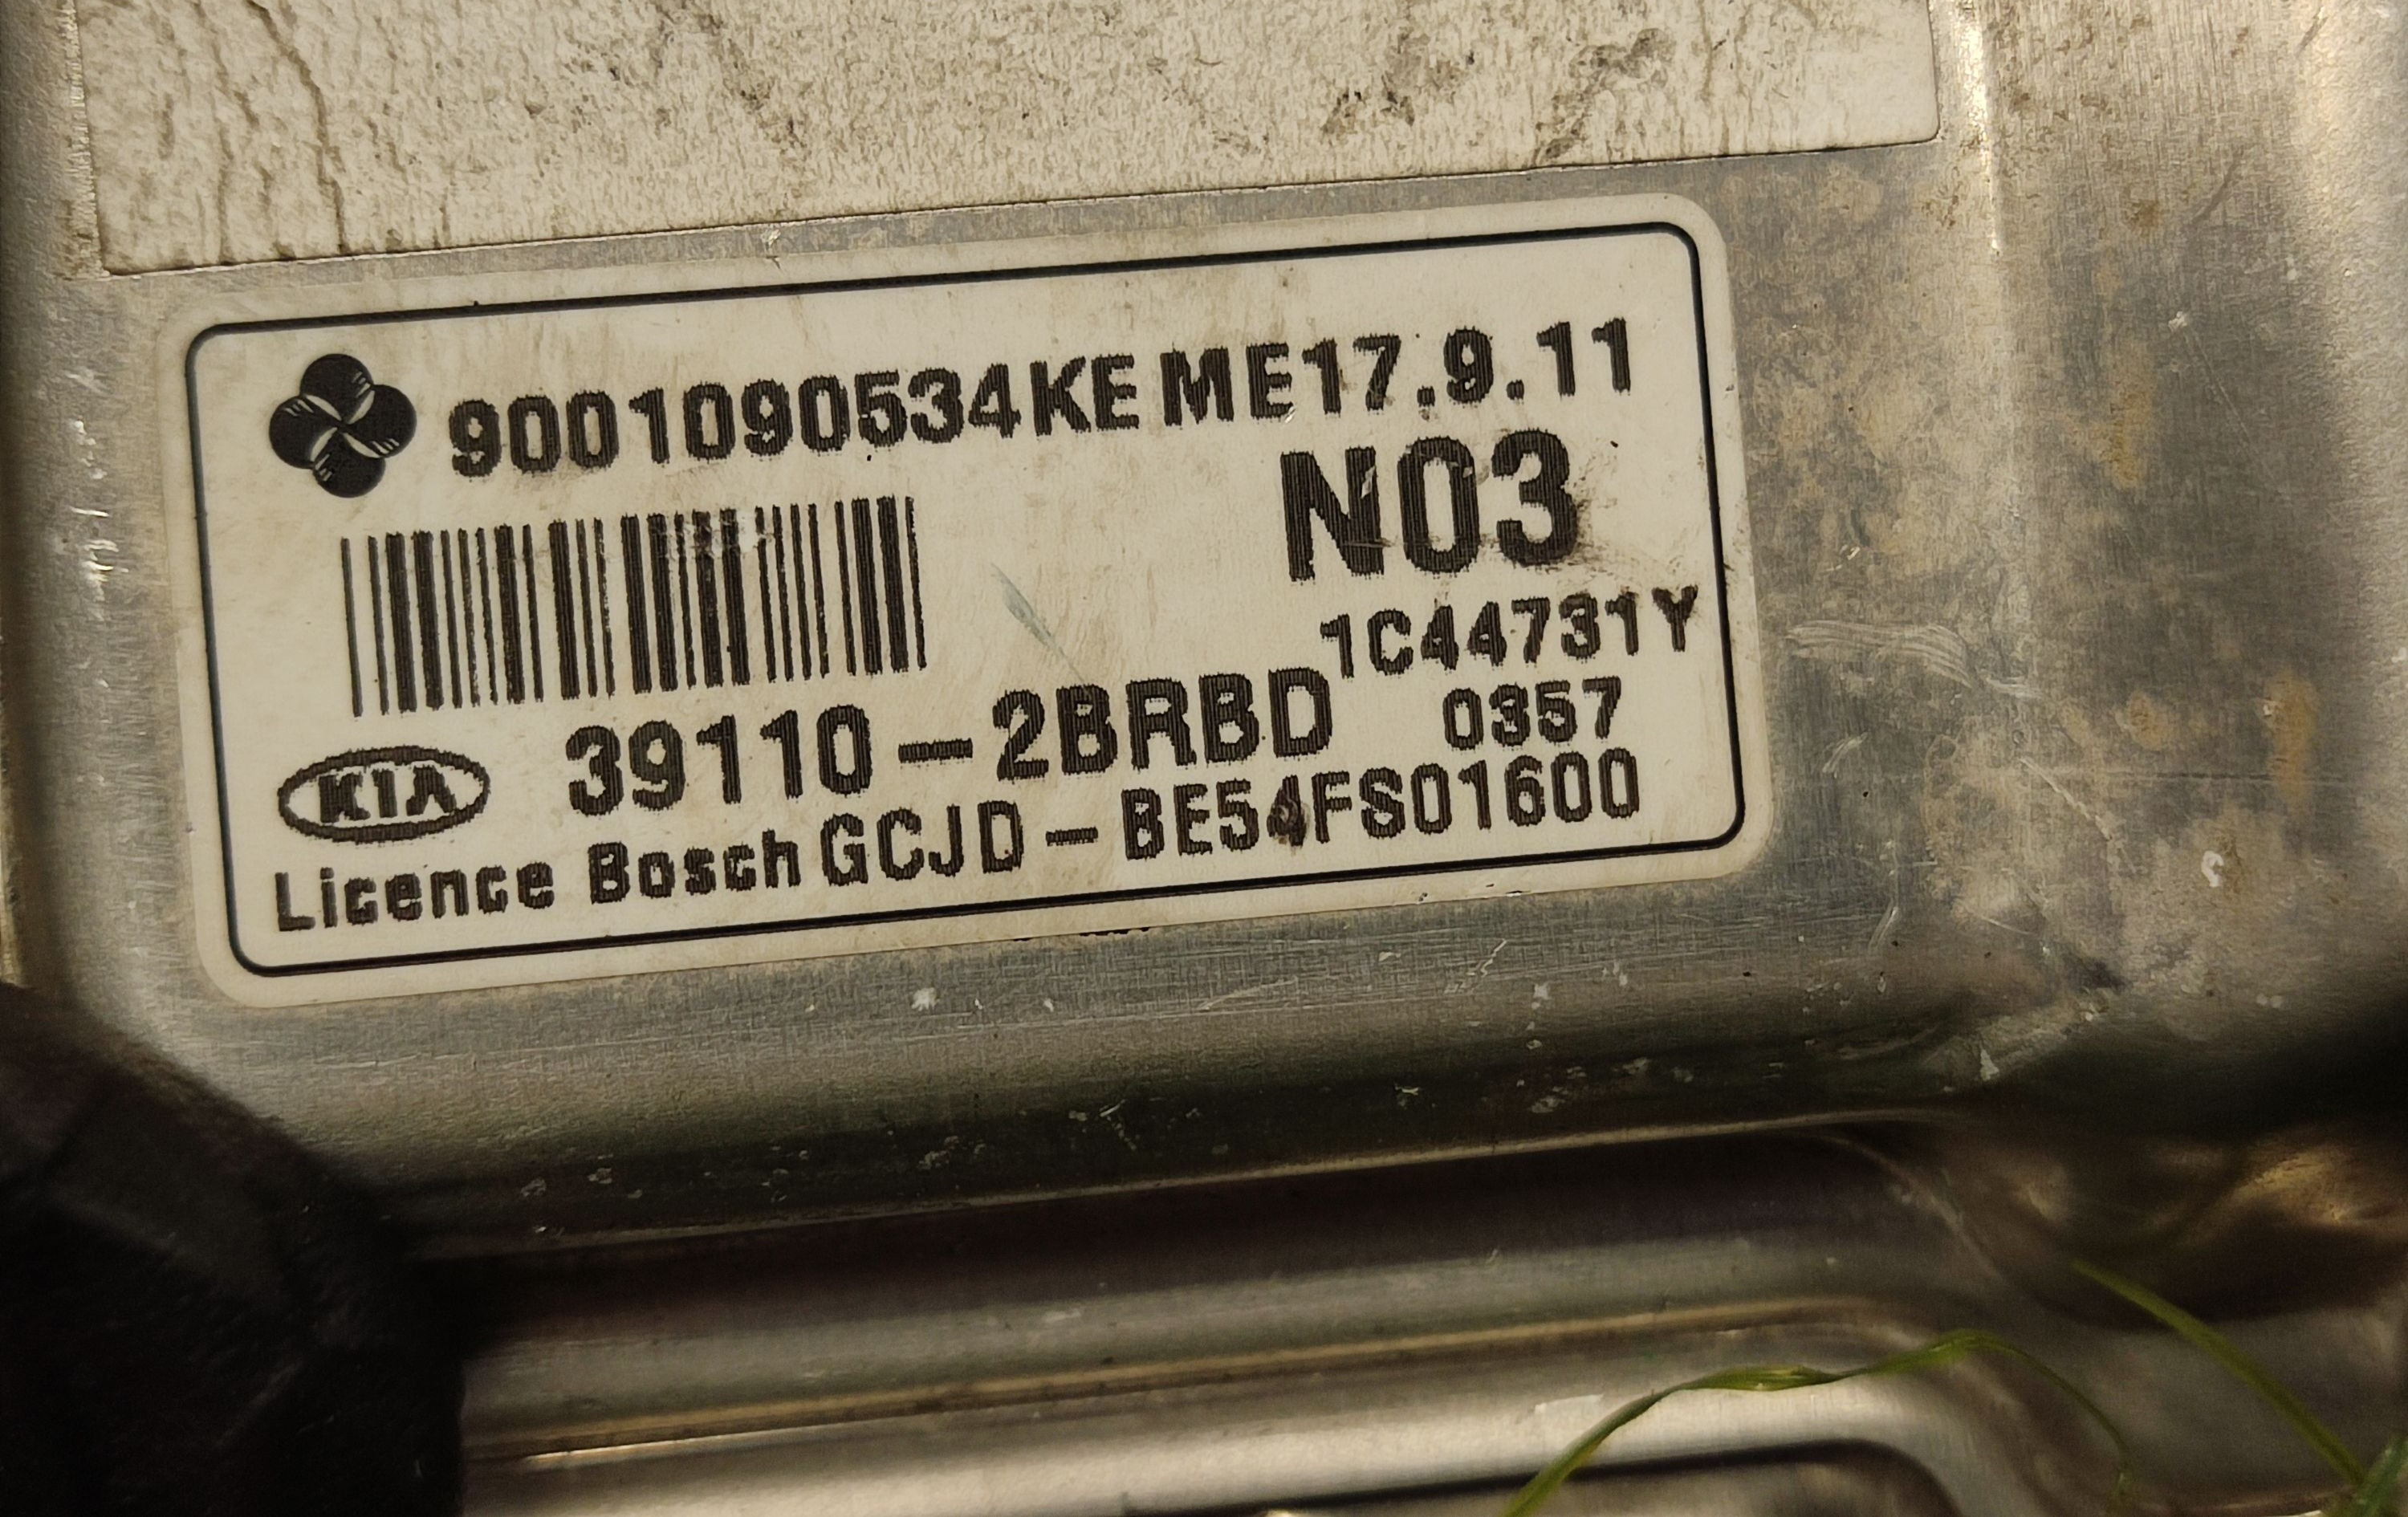 9001090534KE ME17.9.11
N03
1C44731Y
39110-2BRBD 0357
KIA
Licence Bosch GCJD-BE54FS01600